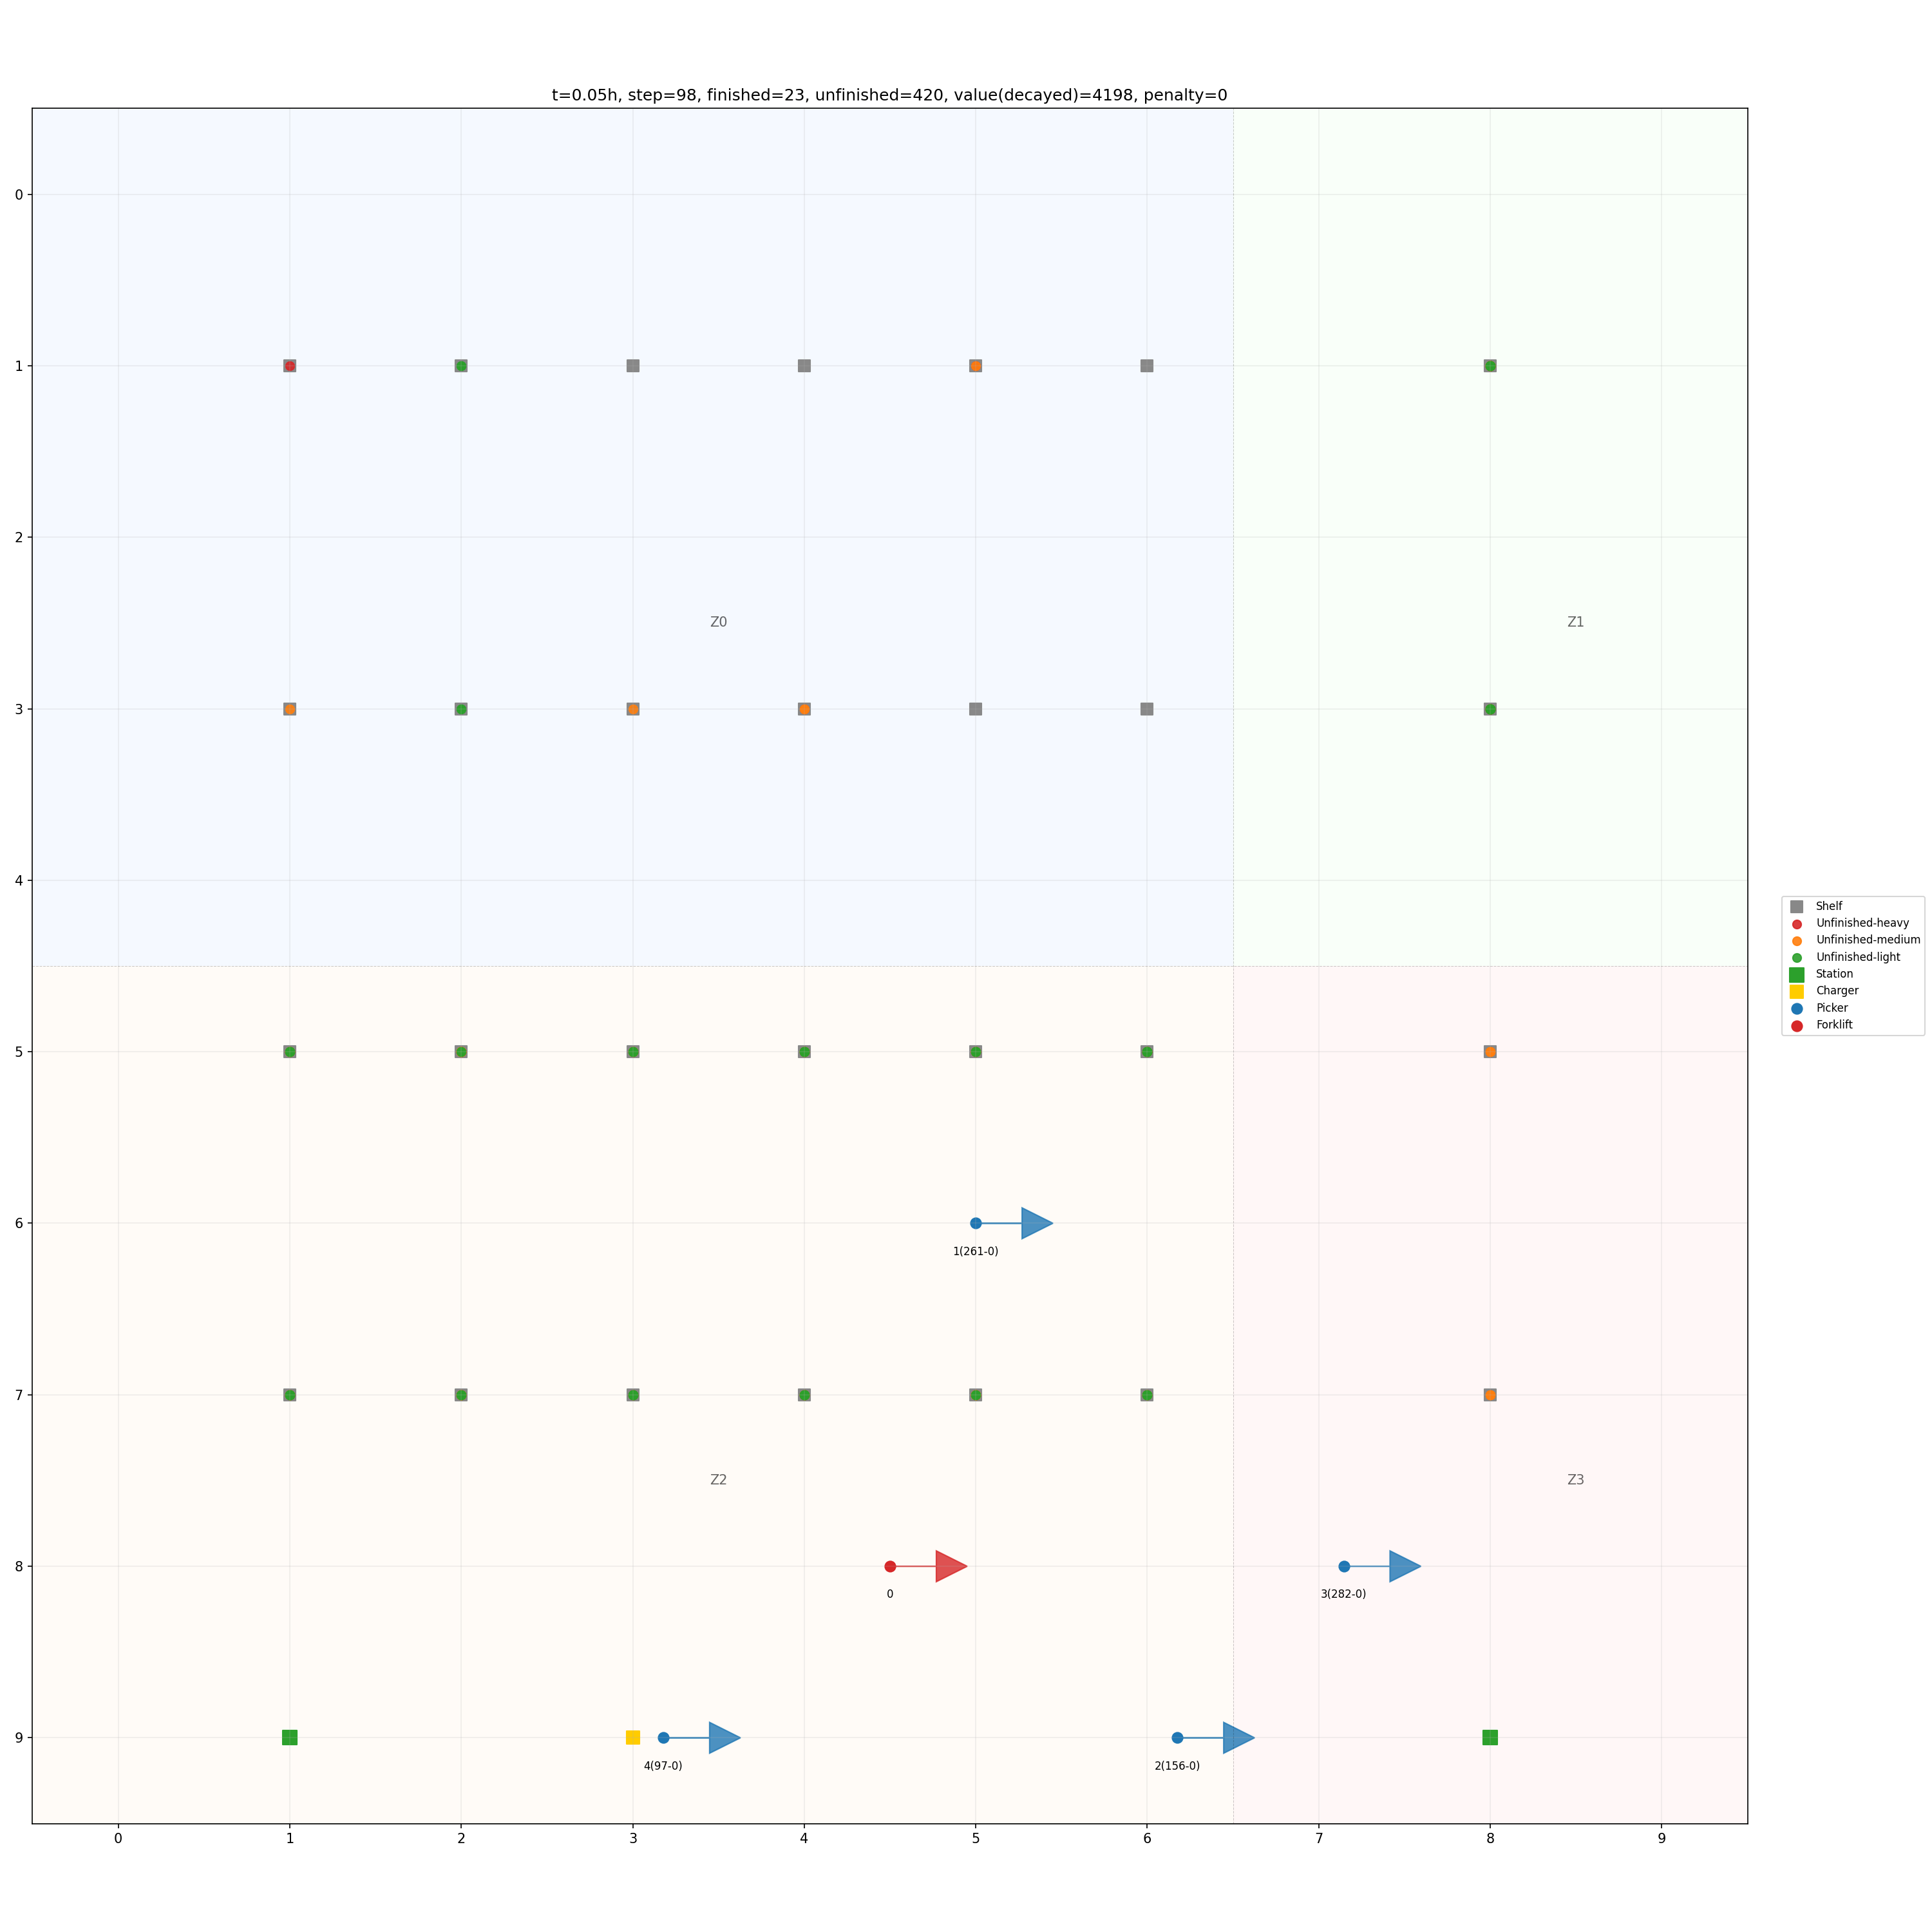 t=0.05h, step=98, finished=23, unfinished=420, value(decayed)=4198, penalty=0
0
1
2
Z0
Z1
3
4
Shelf
Unfinished-heavy
Unfinished-medium
Unfinished-light
Station
Charger
Picker
Forklift
5
6
1(261-0)
7
Z2
Z3
8
0
3(282-0)
9
4(97-0)
2(156-0)
0 1 2 3 4 5 6 7 8 9